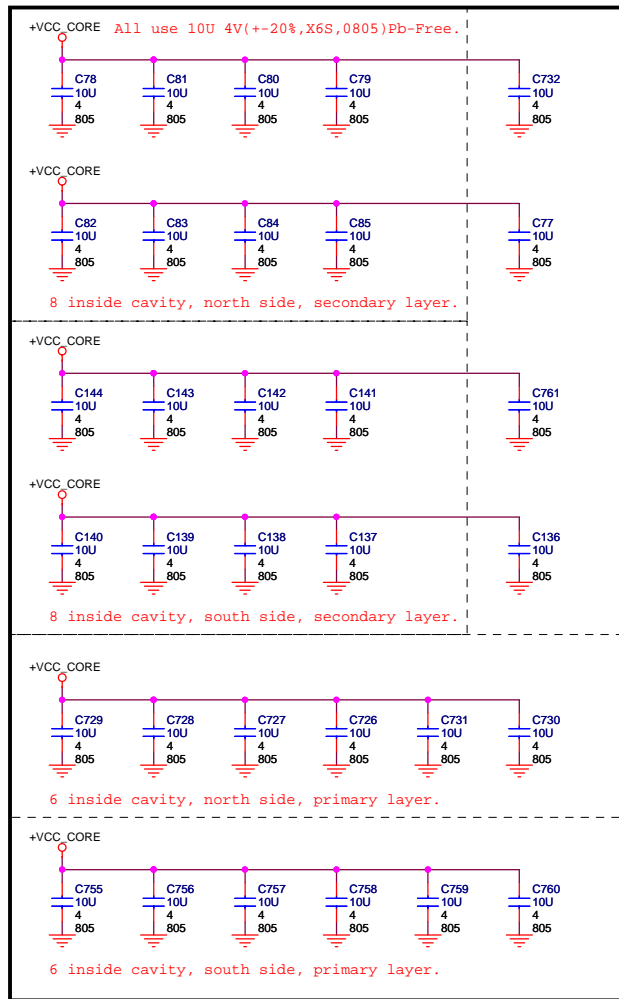 All use 10U 4V(+-20%,X6S,0805)Pb-Free.
+VCC_CORE
C78 C81 C80 C79 C732
10U 10U 10U 10U 10U
4 4 4 4 4
805 805 805 805 805
+VCC_CORE
C82 C83 C84 C85 C77
10U 10U 10U 10U 10U
4 4 4 4 4
805 805 805 805 805
8 inside cavity, north side, secondary layer.
+VCC_CORE
C144 C143 C142 C141 C761
10U 10U 10U 10U 10U
4 4 4 4 4
805 805 805 805 805
+VCC_CORE
C140 C139 C138 C137 C136
10U 10U 10U 10U 10U
4 4 4 4 4
805 805 805 805 805
8 inside cavity, south side, secondary layer.
+VCC_CORE
C729 C728 C727 C726 C731 C730
10U 10U 10U 10U 10U 10U
4 4 4 4 4 4
805 805 805 805 805 805
6 inside cavity, north side, primary layer.
+VCC_CORE
C755 C756 C757 C758 C759 C760
10U 10U 10U 10U 10U 10U
4 4 4 4 4 4
805 805 805 805 805 805
6 inside cavity, south side, primary layer.